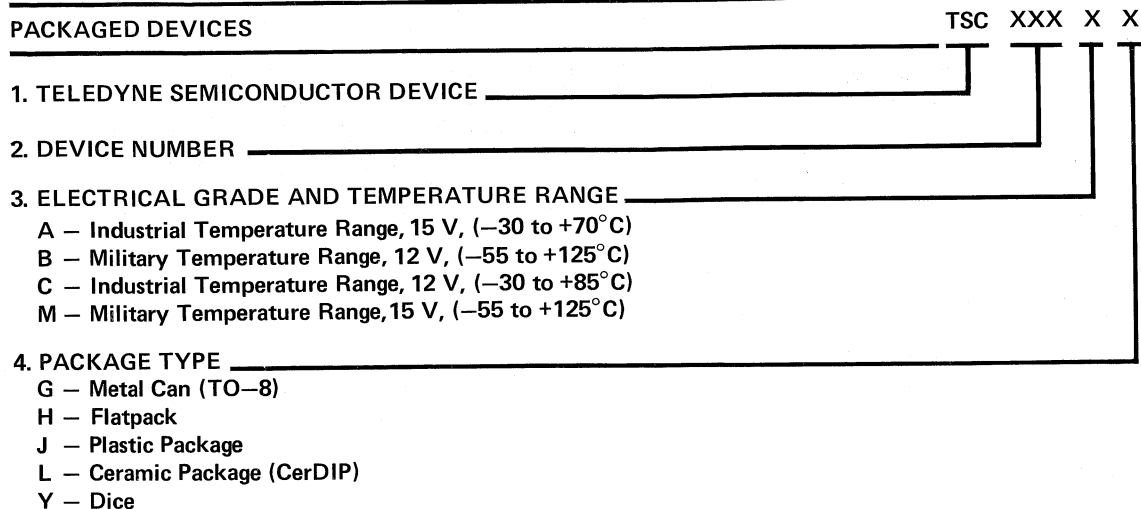 PACKAGED DEVICES TSC XXX X X
1. TELEDYNE SEMICONDUCTOR DEVICE
2. DEVICE NUMBER
3. ELECTRICAL GRADE AND TEMPERATURE RANGE
A — Industrial Temperature Range, 15 V, (—30 to +70°C)
B — Military Temperature Range, 12 V, (—55 to +125°C)
C — Industrial Temperature Range, 12 V, (—30 to +85°C)
M — Military Temperature Range, 15 V, (—55 to +125°C)
4. PACKAGE TYPE
G — Metal Can (TO—8)
H — Flatpack
J — Plastic Package
L — Ceramic Package (CerDIP)
Y — Dice